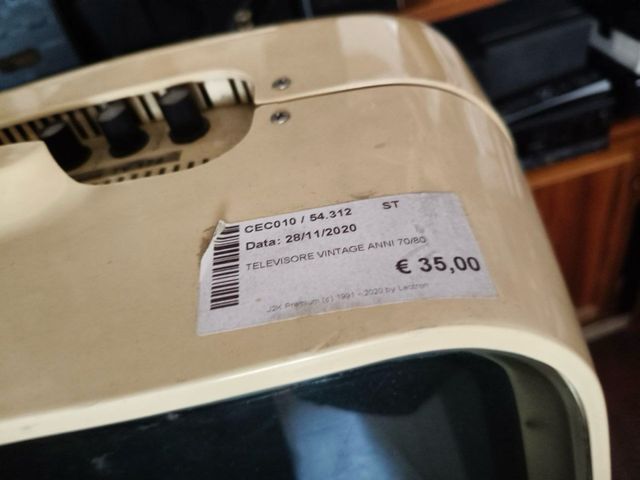 CEC010 / 54.312 ST
Data: 28/11/2020
TELEVISORE VINTAGE ANNI 70/80
€ 35,00
J2K Premium (c) 1991 - 2020 by Lectron